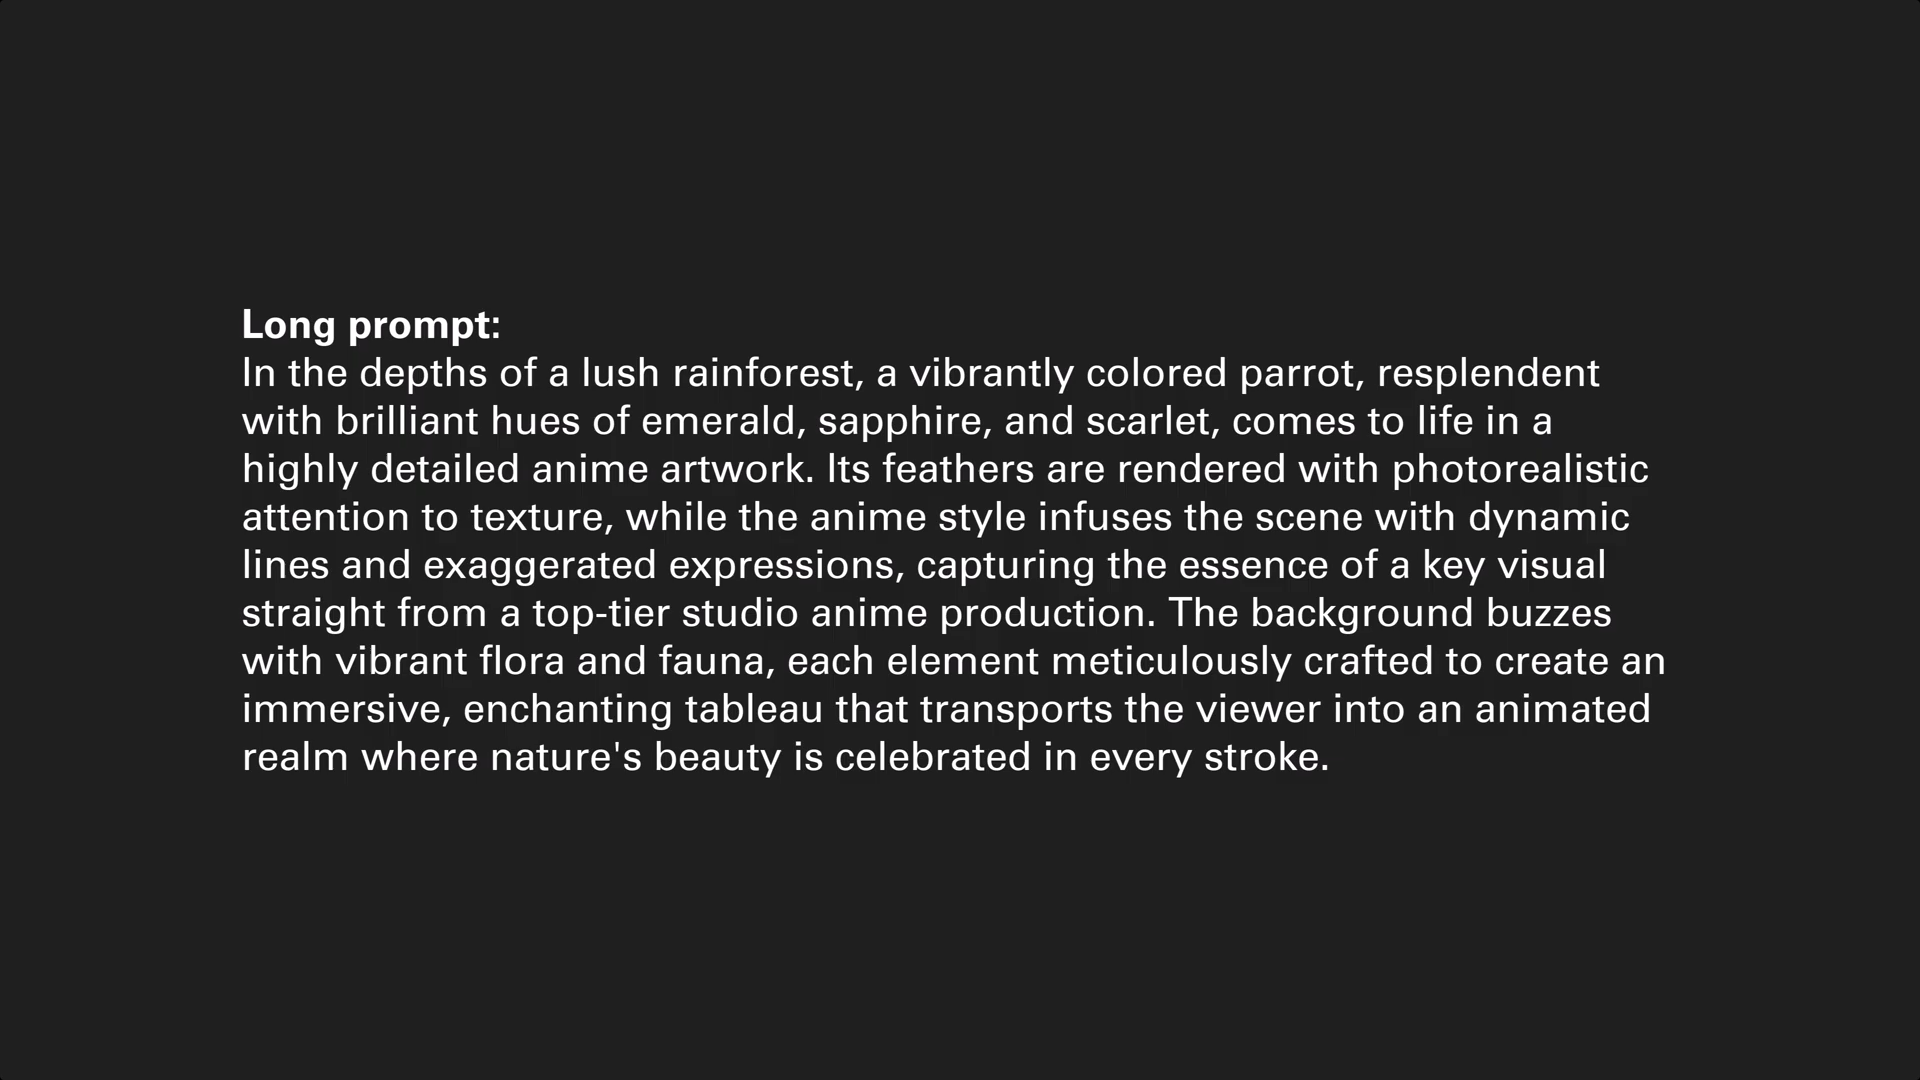 Long prompt:
In the depths of a lush rainforest, a vibrantly colored parrot, resplendent
with brilliant hues of emerald, sapphire, and scarlet, comes to life in a
highly detailed anime artwork. Its feathers are rendered with photorealistic
attention to texture, while the anime style infuses the scene with dynamic
lines and exaggerated expressions, capturing the essence of a key visual
straight from a top-tier studio anime production. The background buzzes
with vibrant flora and fauna, each element meticulously crafted to create an
immersive, enchanting tableau that transports the viewer into an animated
realm where nature's beauty is celebrated in every stroke.